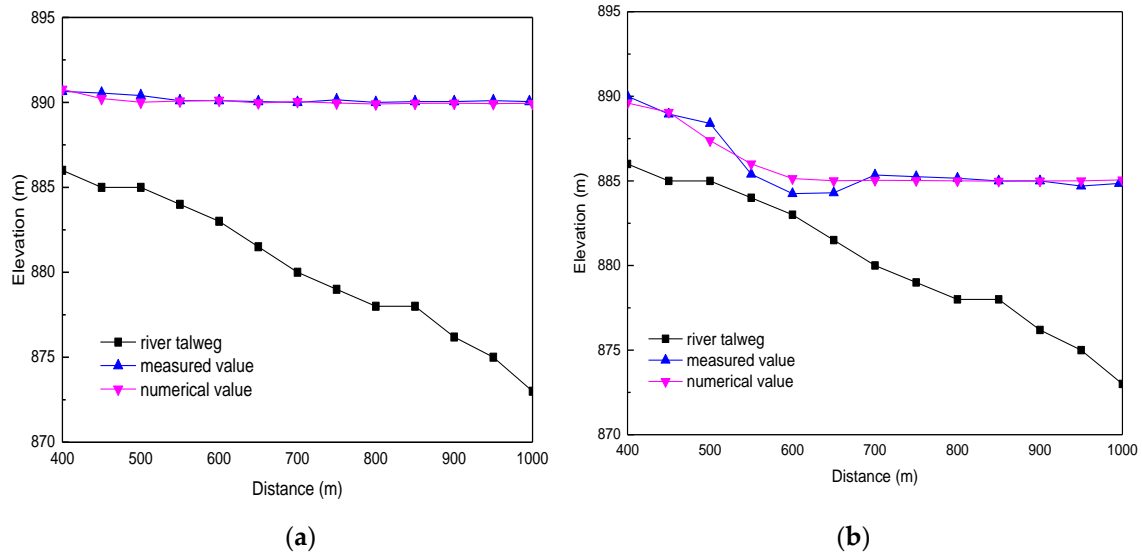 895
890
885
880
875
870
Elevation (m)
river talweg
measured value
numerical value
400 500 600 700 800 900 1000
Distance (m)
(a)
895
890
885
880
875
870
Elevation (m)
river talweg
measured value
numerical value
400 500 600 700 800 900 1000
Distance (m)
(b)